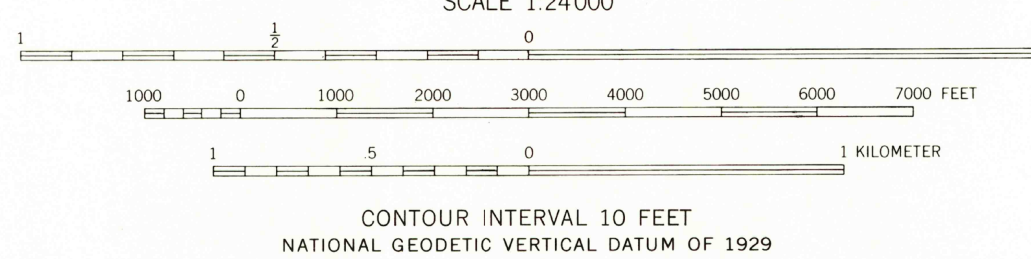 SCALE 1:24000
1 1/2 0
1000 0 1000 2000 3000 4000 5000 6000 7000 FEET
1 .5 0 1 KILOMETER
CONTOUR INTERVAL 10 FEET
NATIONAL GEODETIC VERTICAL DATUM OF 1929